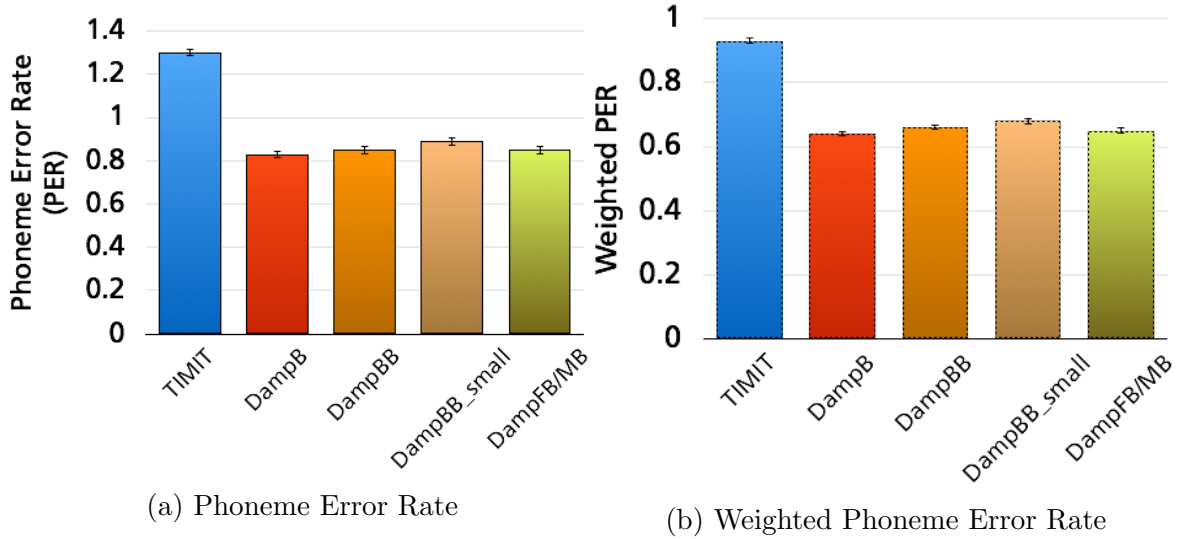 Phoneme Error Rate
(PER)
1.4
1.2
1
0.8
0.6
0.4
0.2
0
TIMIT
DampB
DampBB
DampBB_small
DampFB/MB
(a) Phoneme Error Rate
Weighted PER
1
0.8
0.6
0.4
0.2
0
TIMIT
DampB
DampBB
DampBB_small
DampFB/MB
(b) Weighted Phoneme Error Rate